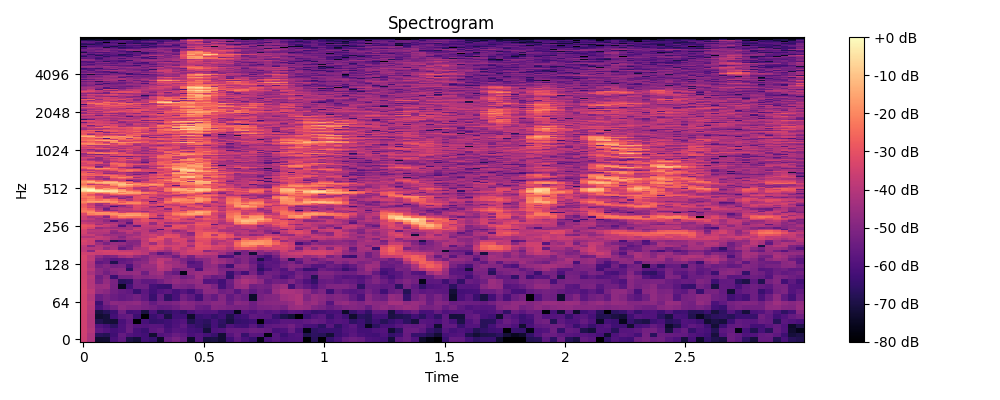 Spectrogram
Hz
4096
2048
1024
512
256
128
64
0
0
0.5
1
1.5
2
2.5
Time
+0 dB
-10 dB
-20 dB
-30 dB
-40 dB
-50 dB
-60 dB
-70 dB
-80 dB